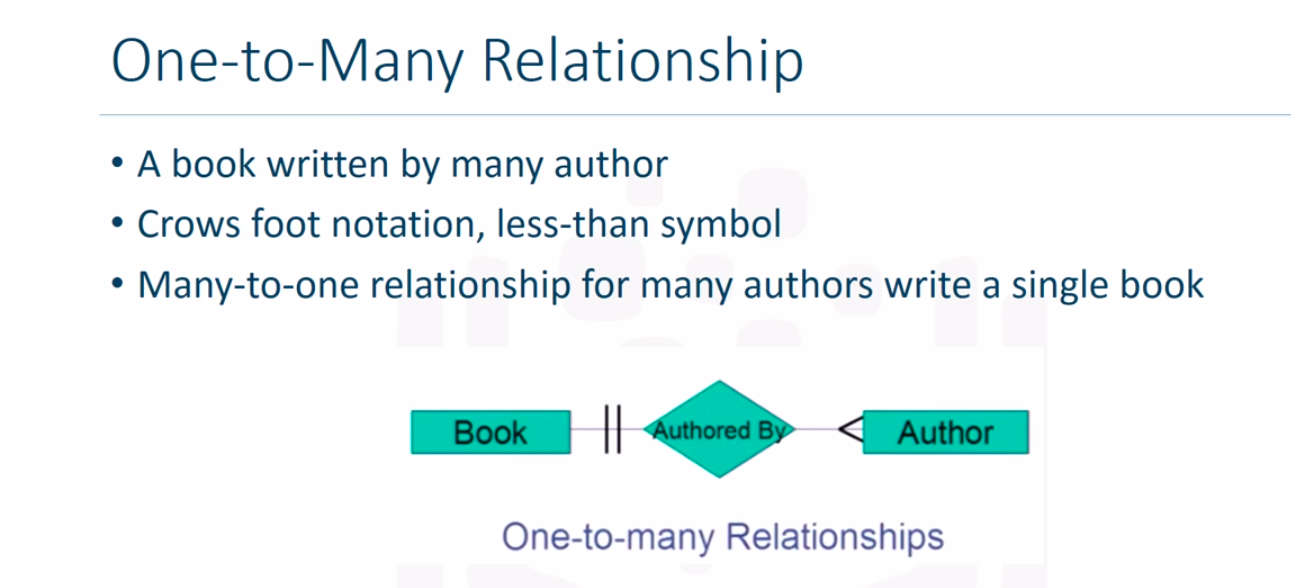 One-to-Many Relationship
• A book written by many author
• Crows foot notation, less-than symbol
• Many-to-one relationship for many authors write a single book
Book Authored By Author
One-to-many Relationships